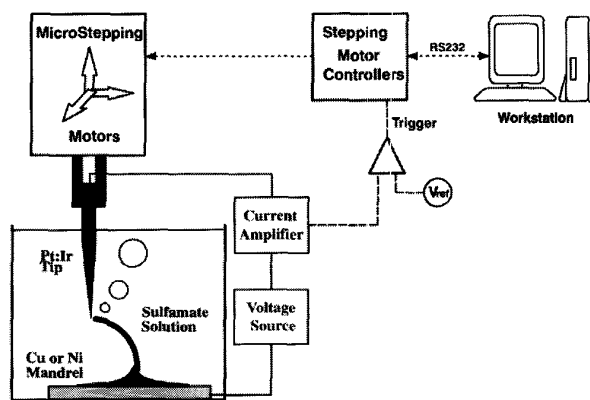 MicroStepping
Motors
Stepping
Motor
Controllers
RS232
Workstation
Trigger
Vref
Current
Amplifier
Voltage
Source
Pt:Ir
Tip
Sulfamate
Solution
Cu or Ni
Mandrel